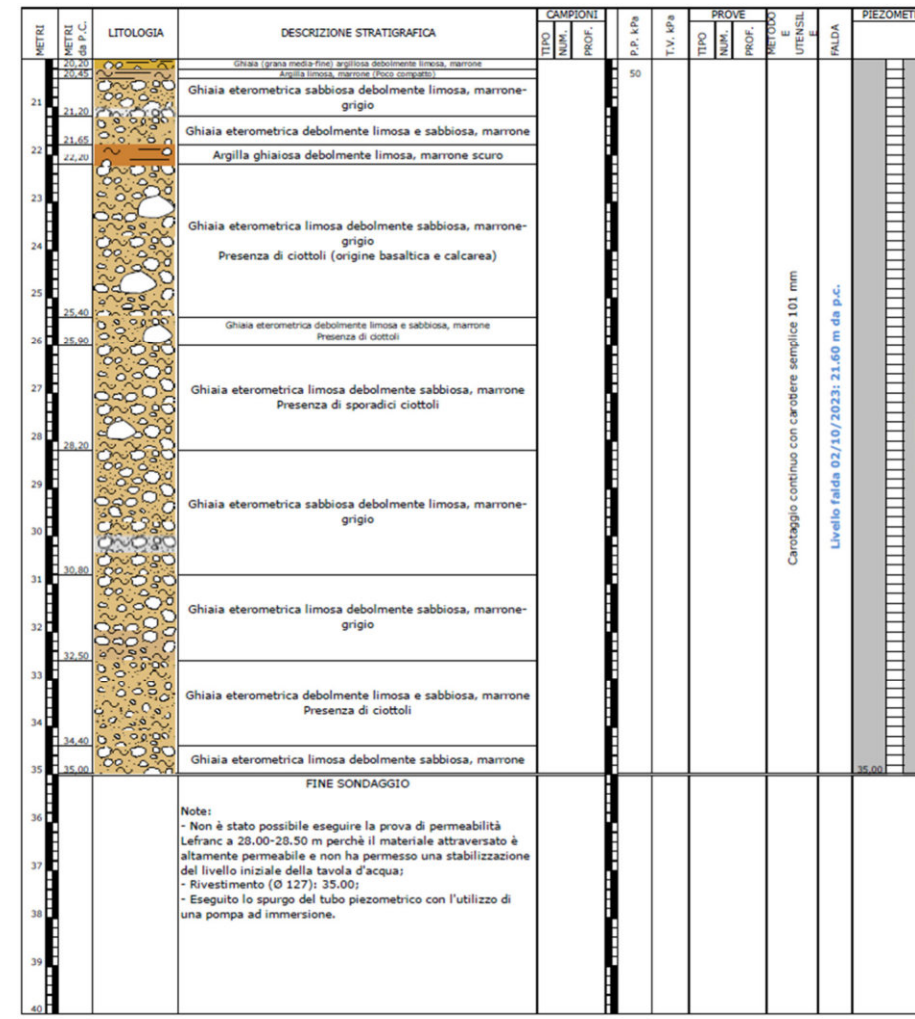 METRI
METRI
da P.C.
LITOLOGIA
DESCRIZIONE STRATIGRAFICA
CAMPIONI
TIPO
NUM.
PROF.
P.P. kPa
T.V. kPa
PROVE
TIPO
NUM.
PROF.
METODO
E
UTENSIL
E
FALDA
PIEZOMET
20,20
Ghiaia (grana media-fine) argillosa debolmente limosa, marrone
20,45
Argilla limosa, marrone (Poco compatto)
50
Ghiaia eterometrica sabbiosa debolmente limosa, marrone-
grigio
21
21,20
Ghiaia eterometrica debolmente limosa e sabbiosa, marrone
21,65
22
Argilla ghiaiosa debolmente limosa, marrone scuro
22,20
23
Ghiaia eterometrica limosa debolmente sabbiosa, marrone-
grigio
Presenza di ciottoli (origine basaltica e calcarea)
24
25
25,40
Ghiaia eterometrica debolmente limosa e sabbiosa, marrone
Presenza di ciottoli
26
25,90
27
Ghiaia eterometrica limosa debolmente sabbiosa, marrone
Presenza di sporadici ciottoli
28
28,20
29
Ghiaia eterometrica sabbiosa debolmente limosa, marrone-
grigio
30
30,80
31
Ghiaia eterometrica limosa debolmente sabbiosa, marrone-
grigio
32
32,50
33
Ghiaia eterometrica debolmente limosa e sabbiosa, marrone
Presenza di ciottoli
34
34,40
Ghiaia eterometrica limosa debolmente sabbiosa, marrone
35
35,00
35,00
Carotaggio continuo con carotiere semplice 101 mm
Livello falda 02/10/2023: 21.60 m da p.c.
FINE SONDAGGIO
Note:
- Non è stato possibile eseguire la prova di permeabilità
Lefranc a 28.00-28.50 m perchè il materiale attraversato è
altamente permeabile e non ha permesso una stabilizzazione
del livello iniziale della tavola d'acqua;
- Rivestimento (Ø 127): 35.00;
- Eseguito lo spurgo del tubo piezometrico con l'utilizzo di
una pompa ad immersione.
36
37
38
39
40